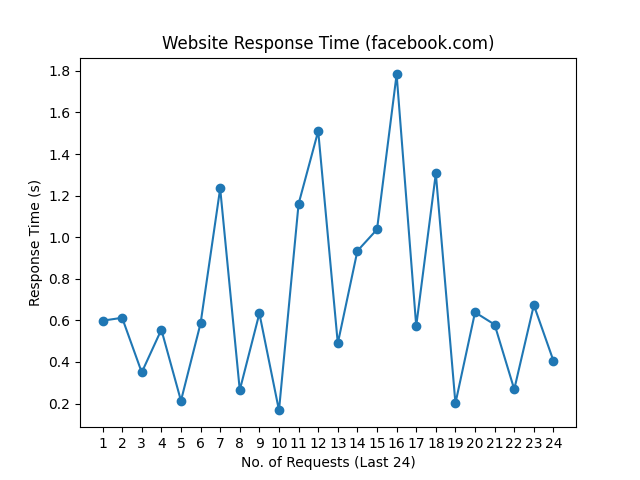 Website Response Time (facebook.com)
Response Time (s)
1.8
1.6
1.4
1.2
1.0
0.8
0.6
0.4
0.2
1 2 3 4 5 6 7 8 9 10 11 12 13 14 15 16 17 18 19 20 21 22 23 24
No. of Requests (Last 24)